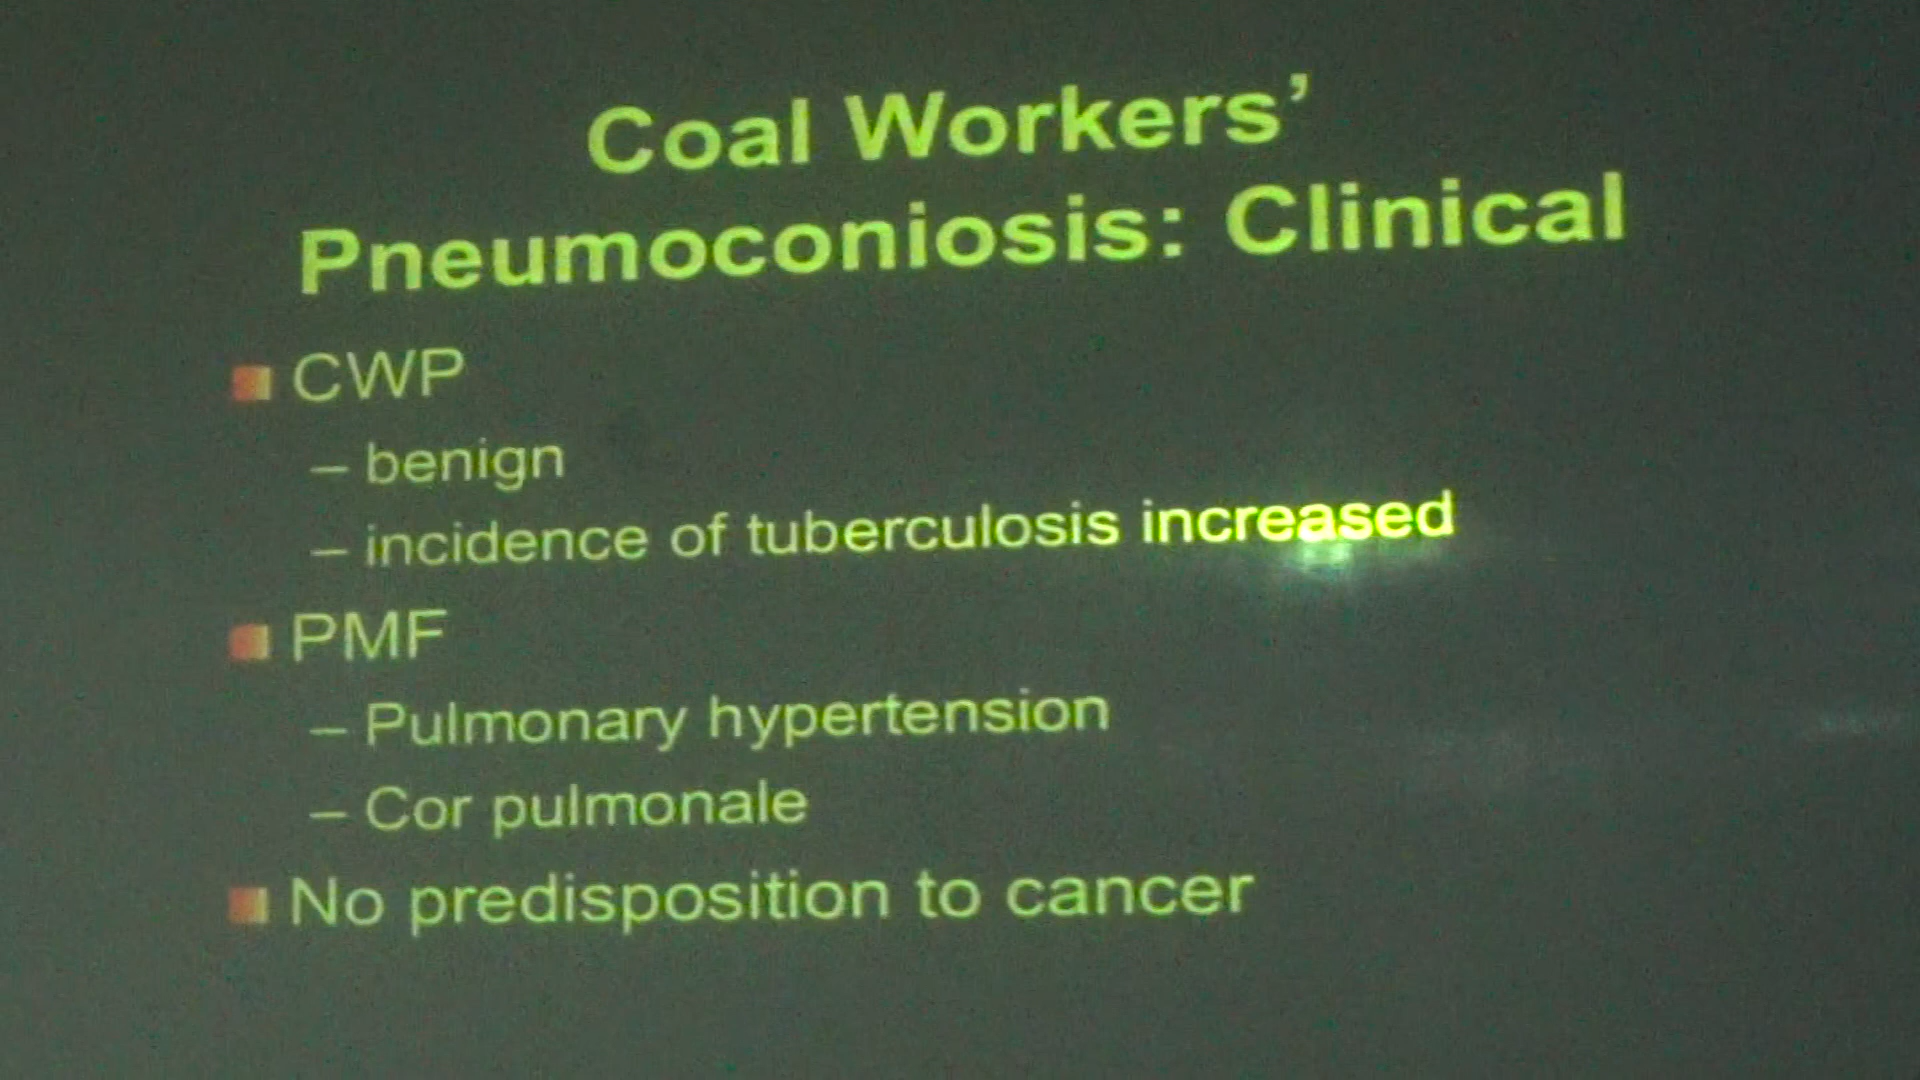 Coal Workers’
Pneumoconiosis: Clinical
CWP
– benign
– incidence of tuberculosis increased
PMF
– Pulmonary hypertension
– Cor pulmonale
No predisposition to cancer